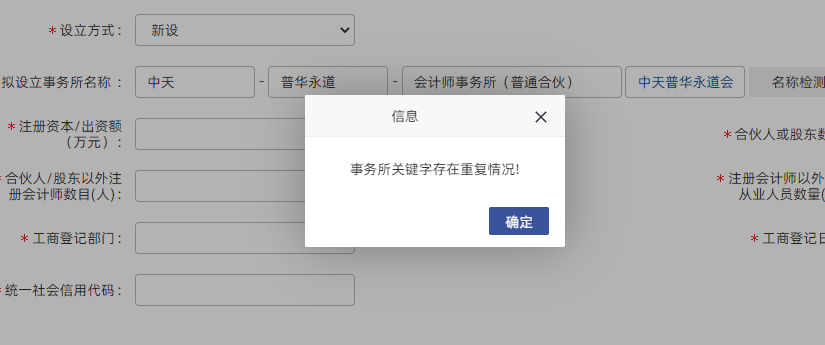 * 设立方式： 新设
拟设立事务所名称 ： 中天 - 普华永道 - 会计师事务所（普通合伙） 中天普华永道会 名称检测
信息
* 注册资本/出资额
（万元）：
* 合伙人或股东数
事务所关键字存在重复情况!
* 合伙人/股东以外注
册会计师数目(人)：
* 注册会计师以外
从业人员数量(
确定
* 工商登记部门：
* 工商登记日
* 统一社会信用代码：